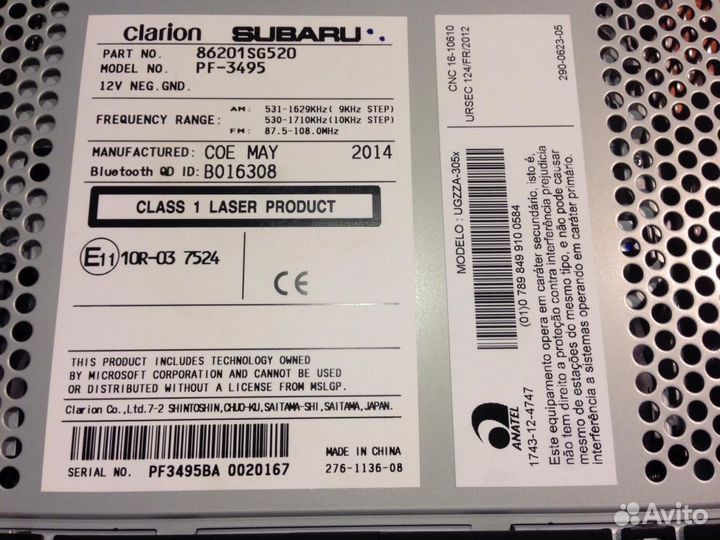 clarion SUBARU
PART NO. 86201SG520
MODEL NO. PF-3495
12V NEG.GND.
FREQUENCY RANGE:
AM: 531-1629KHz( 9KHz STEP)
530-1710KHz(10KHz STEP)
FM: 87.5-108.0MHz
MANUFACTURED: COE MAY 2014
Bluetooth QD ID: B016308
CLASS 1 LASER PRODUCT
E11 10R-03 7524
CE
THIS PRODUCT INCLUDES TECHNOLOGY OWNED
BY MICROSOFT CORPORATION AND CANNOT BE USED
OR DISTRIBUTED WITHOUT A LICENSE FROM MSLGP.
Clarion Co.,Ltd.7-2 SHINTOSHIN,CHUO-KU,SAITAMA-SHI,SAITAMA,JAPAN.
MADE IN CHINA
SERIAL NO. PF3495BA 0020167 276-1136-08
CNC 16-10610
URSEC 124/FR/2012
290-0623-05
MODELO : UGZZA-305x
(01)0 789 849 910 0584
ANATEL
1743-12-4747
Este equipamento opera em caráter secundário, isto é,
não tem direito a proteção contra interferência prejudicial
mesmo de estações do mesmo tipo, e não pode causar
interferência a sistemas operando em caráter primário.
Avito